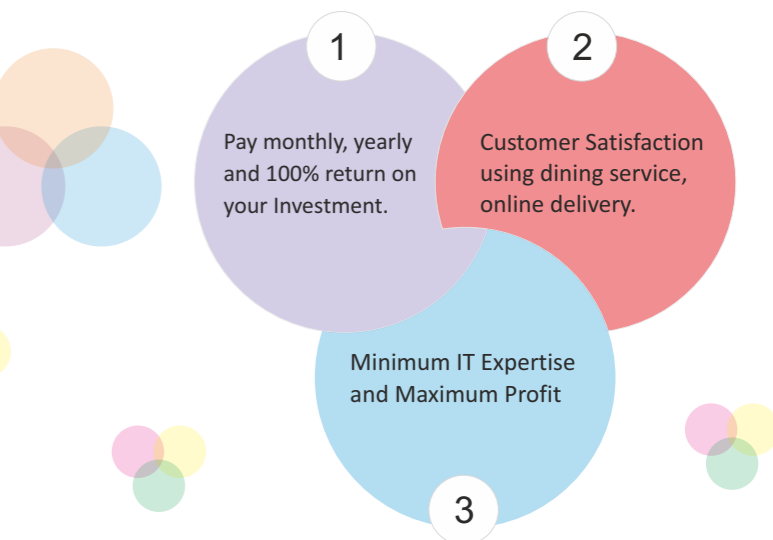 1
Pay monthly, yearly
and 100% return on
your Investment.
2
Customer Satisfaction
using dining service,
online delivery.
Minimum IT Expertise
and Maximum Profit
3